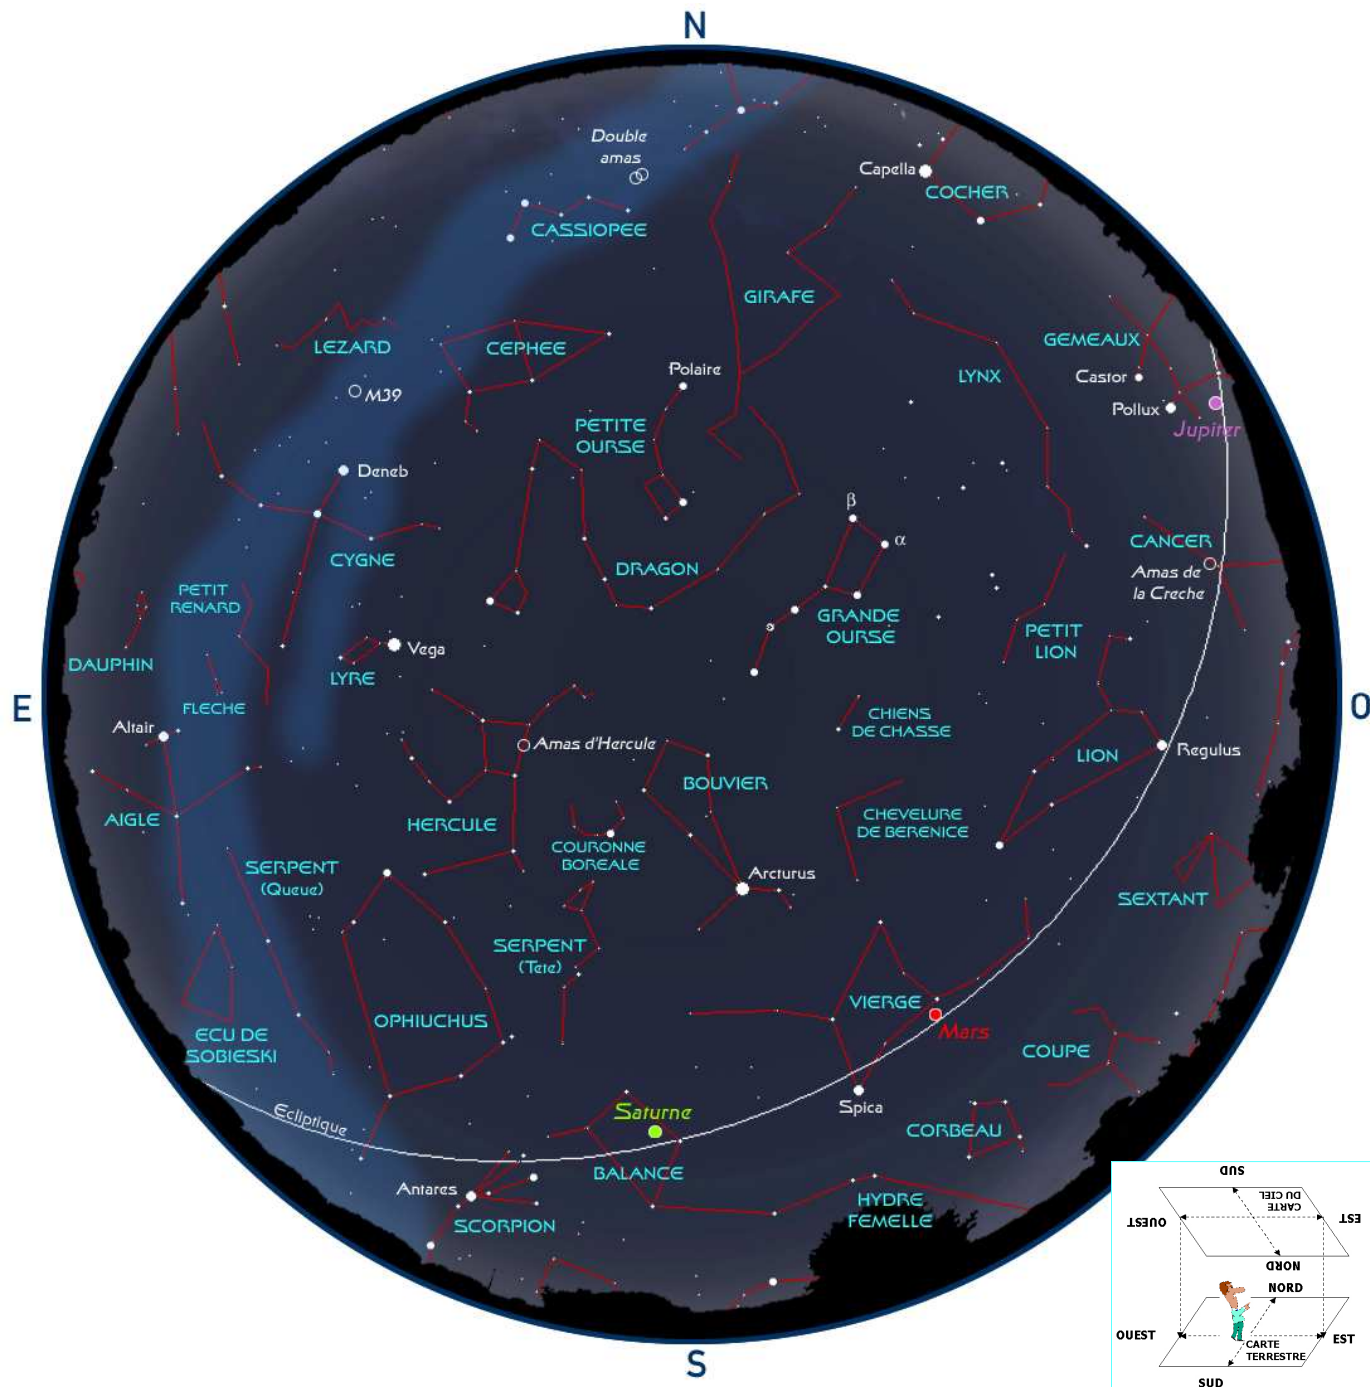 N
Double
amas
Capella
COCHER
CASSIOPEE
GIRAFE
LEZARD
CEPHEE
GEMEAUX
Polaire
Castor
LYNX
M39
Pollux
PETITE
OURSE
Jupiter
Deneb
β
α
CYGNE
DRAGON
CANCER
Amas de
la Creche
PETIT
RENARD
GRANDE
OURSE
PETIT
LION
Vega
DAUPHIN
LYRE
E
FLECHE
O
CHIENS
DE CHASSE
Altair
Amas d'Hercule
Regulus
LION
BOUVIER
AIGLE
HERCULE
CHEVELURE
DE BERENICE
COURONNE
BOREALE
SERPENT
(Queue)
Arcturus
SEXTANT
SERPENT
(Tete)
VIERGE
OPHIUCHUS
Mars
ECU DE
SOBIESKI
COUPE
Ecliptique
Saturne
Spica
CORBEAU
BALANCE
Antares
SCORPION
HYDRE
FEMELLE
SUD
CARTE
DU CIEL
OUEST
EST
NORD
NORD
OUEST
EST
CARTE
TERRESTRE
SUD
S